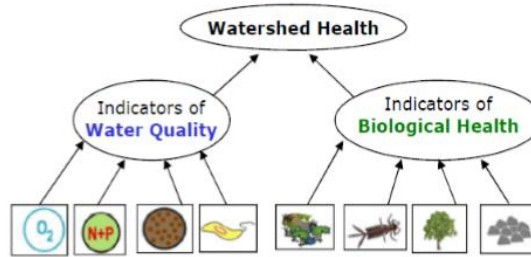 Watershed Health
Indicators of
Water Quality
Indicators of
Biological Health
O₂
N+P